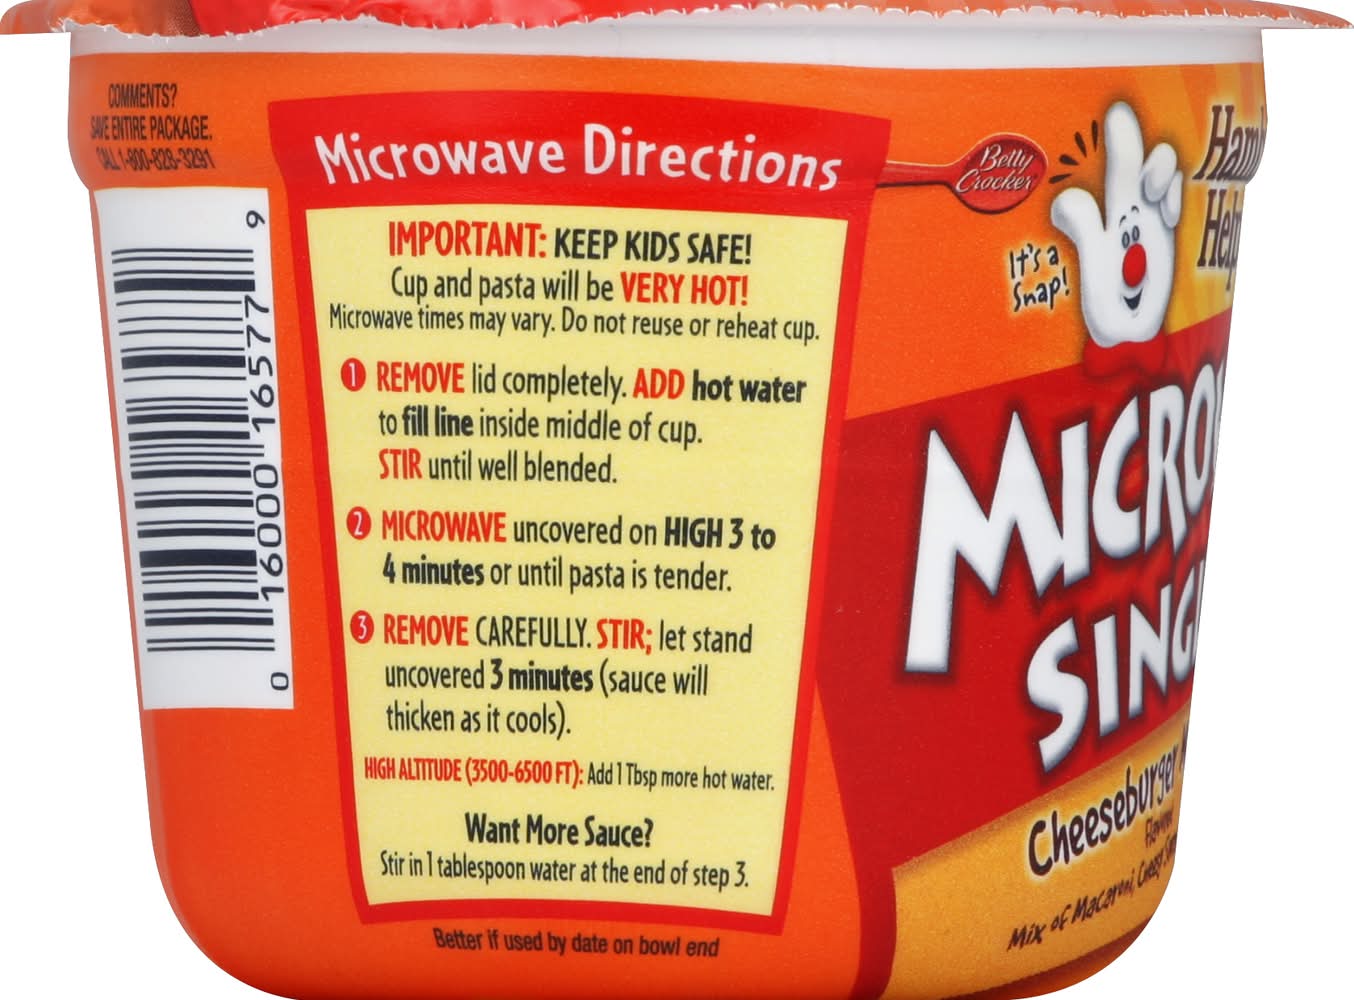 COMMENTS?
SAVE ENTIRE PACKAGE.
CALL 1-800-828-3291
0 16000 16577 9
Microwave Directions
IMPORTANT: KEEP KIDS SAFE!
Cup and pasta will be VERY HOT!
Microwave times may vary. Do not reuse or reheat cup.
1 REMOVE lid completely. ADD hot water
to fill line inside middle of cup.
STIR until well blended.
2 MICROWAVE uncovered on HIGH 3 to
4 minutes or until pasta is tender.
3 REMOVE CAREFULLY. STIR; let stand
uncovered 3 minutes (sauce will
thicken as it cools).
HIGH ALTITUDE (3500-6500 FT): Add 1 Tbsp more hot water.
Want More Sauce?
Stir in 1 tablespoon water at the end of step 3.
Better if used by date on bowl end
Betty
Crocker
It's a
Snap!
Cheeseburger
Mix of Macaroni,